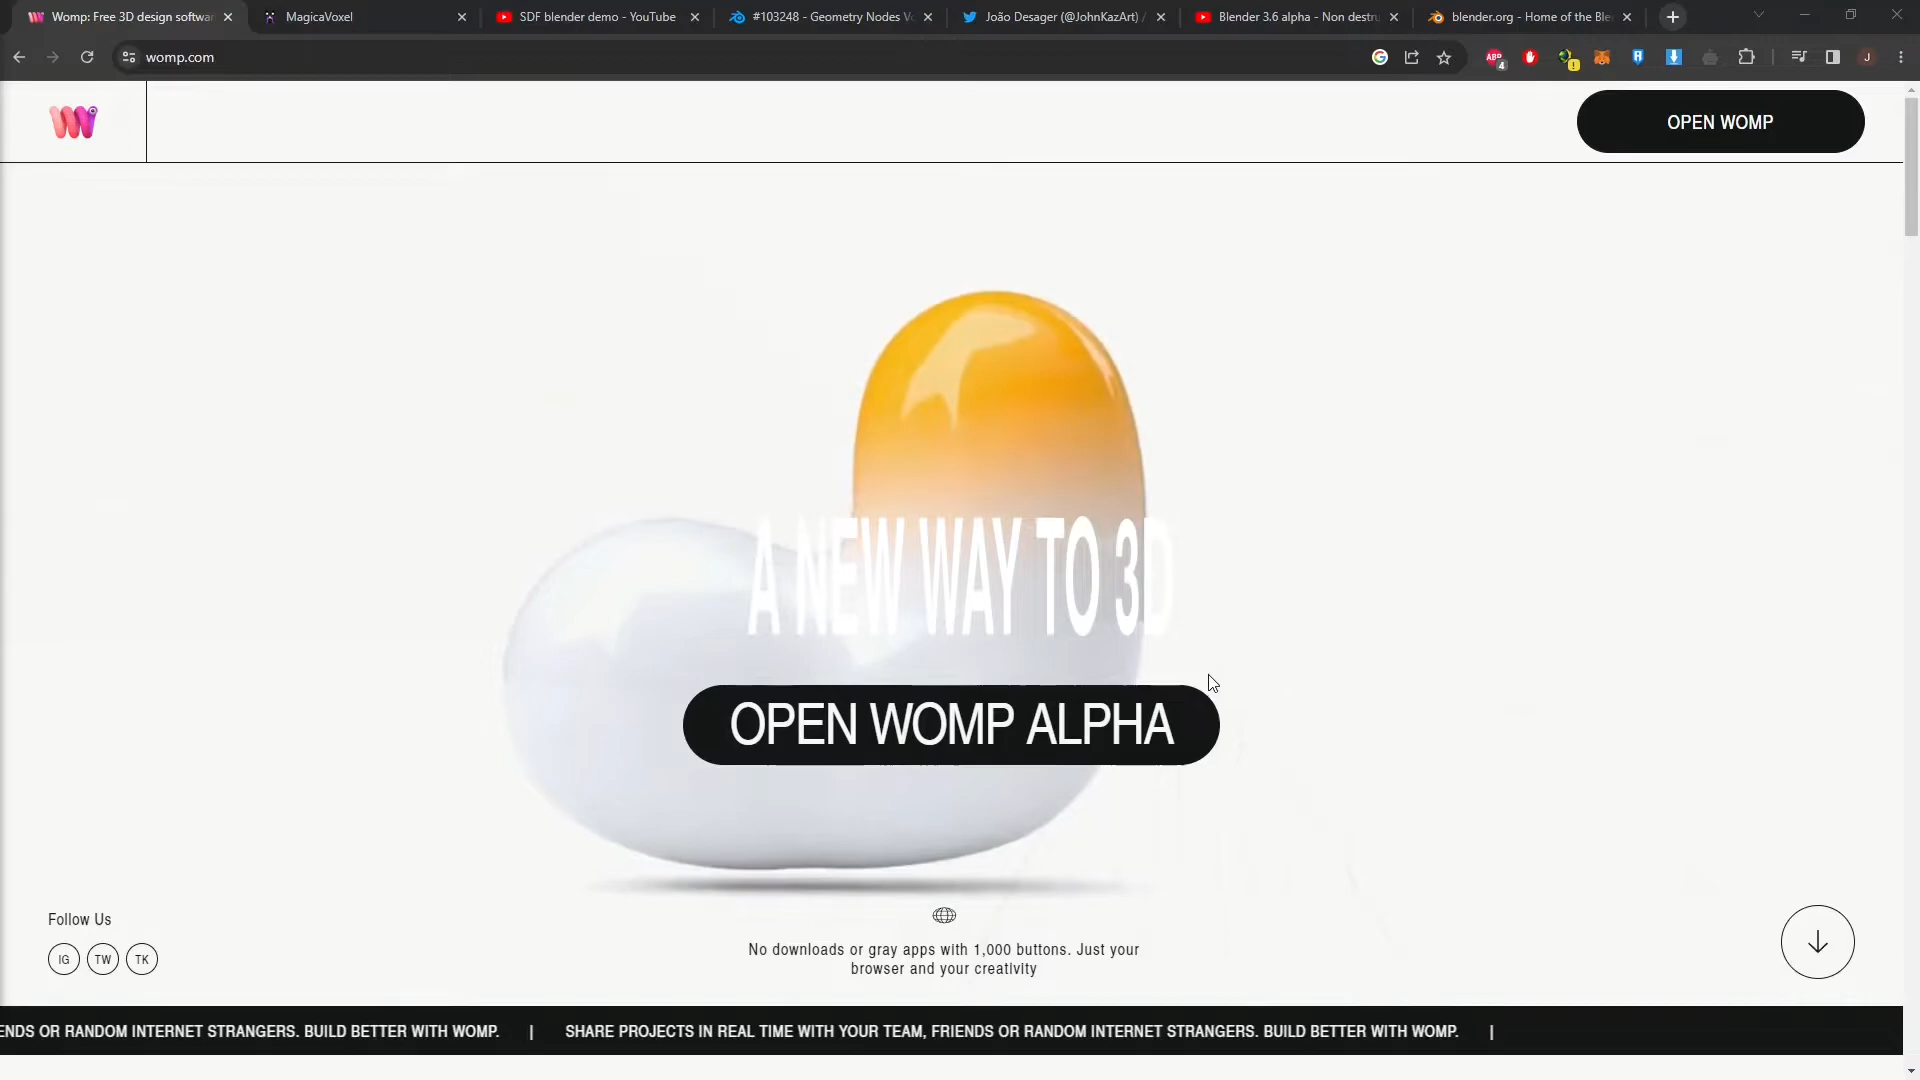 Womp: Free 3D design softwar
MagicaVoxel
SDF blender demo - YouTube
#103248 - Geometry Nodes Vo
João Desager (@JohnKazArt) /
Blender 3.6 alpha - Non destru
blender.org - Home of the Ble
womp.com
ABP
4
J
OPEN WOMP
A NEW WAY TO 3D
OPEN WOMP ALPHA
Follow Us
IG TW TK
No downloads or gray apps with 1,000 buttons. Just your
browser and your creativity
ENDS OR RANDOM INTERNET STRANGERS. BUILD BETTER WITH WOMP. | SHARE PROJECTS IN REAL TIME WITH YOUR TEAM, FRIENDS OR RANDOM INTERNET STRANGERS. BUILD BETTER WITH WOMP. |